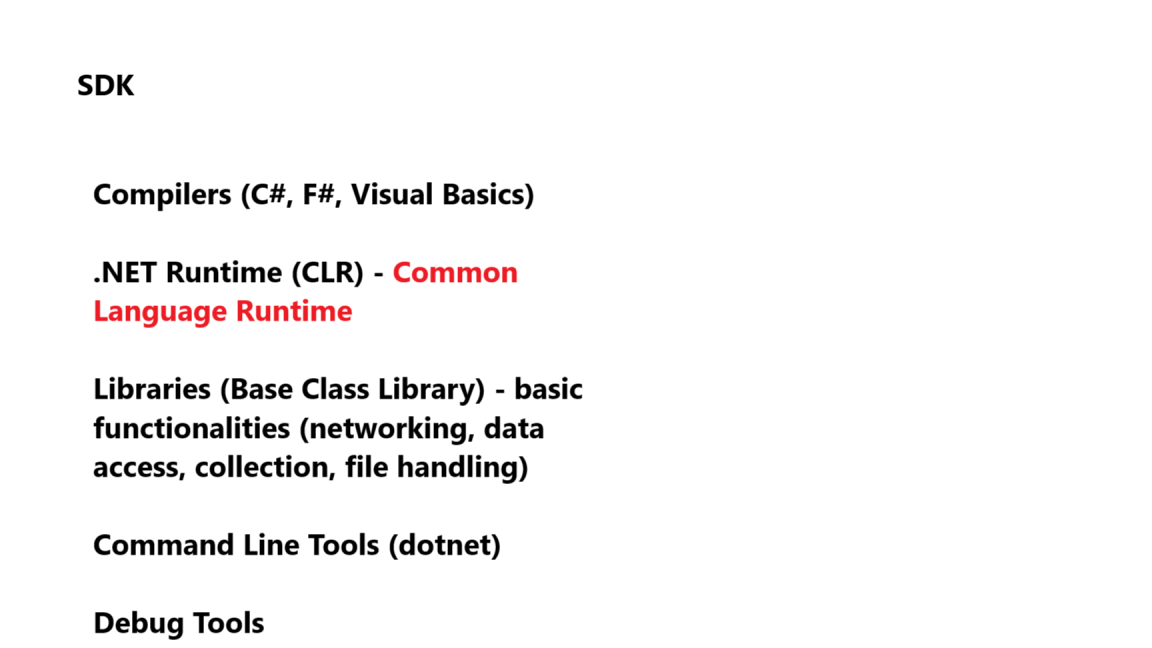 SDK
Compilers (C#, F#, Visual Basics)
.NET Runtime (CLR) - Common
Language Runtime
Libraries (Base Class Library) - basic
functionalities (networking, data
access, collection, file handling)
Command Line Tools (dotnet)
Debug Tools